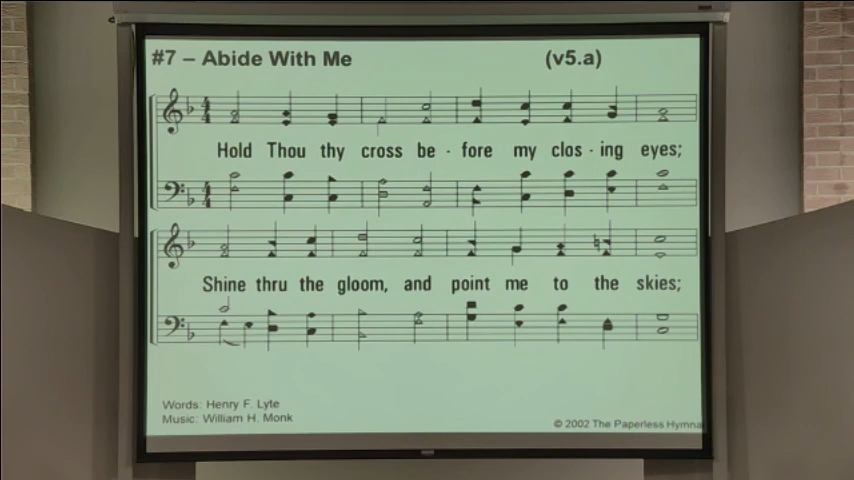 #7 – Abide With Me (v5.a)
Hold Thou thy cross be - fore my clos - ing eyes;
Shine thru the gloom, and point me to the skies;
Words: Henry F. Lyte
Music: William H. Monk
© 2002 The Paperless Hymna